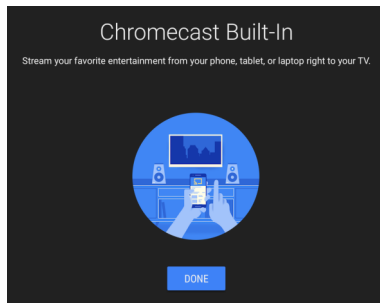 Chromecast Built-In
Stream your favorite entertainment from your phone, tablet, or laptop right to your TV.
DONE